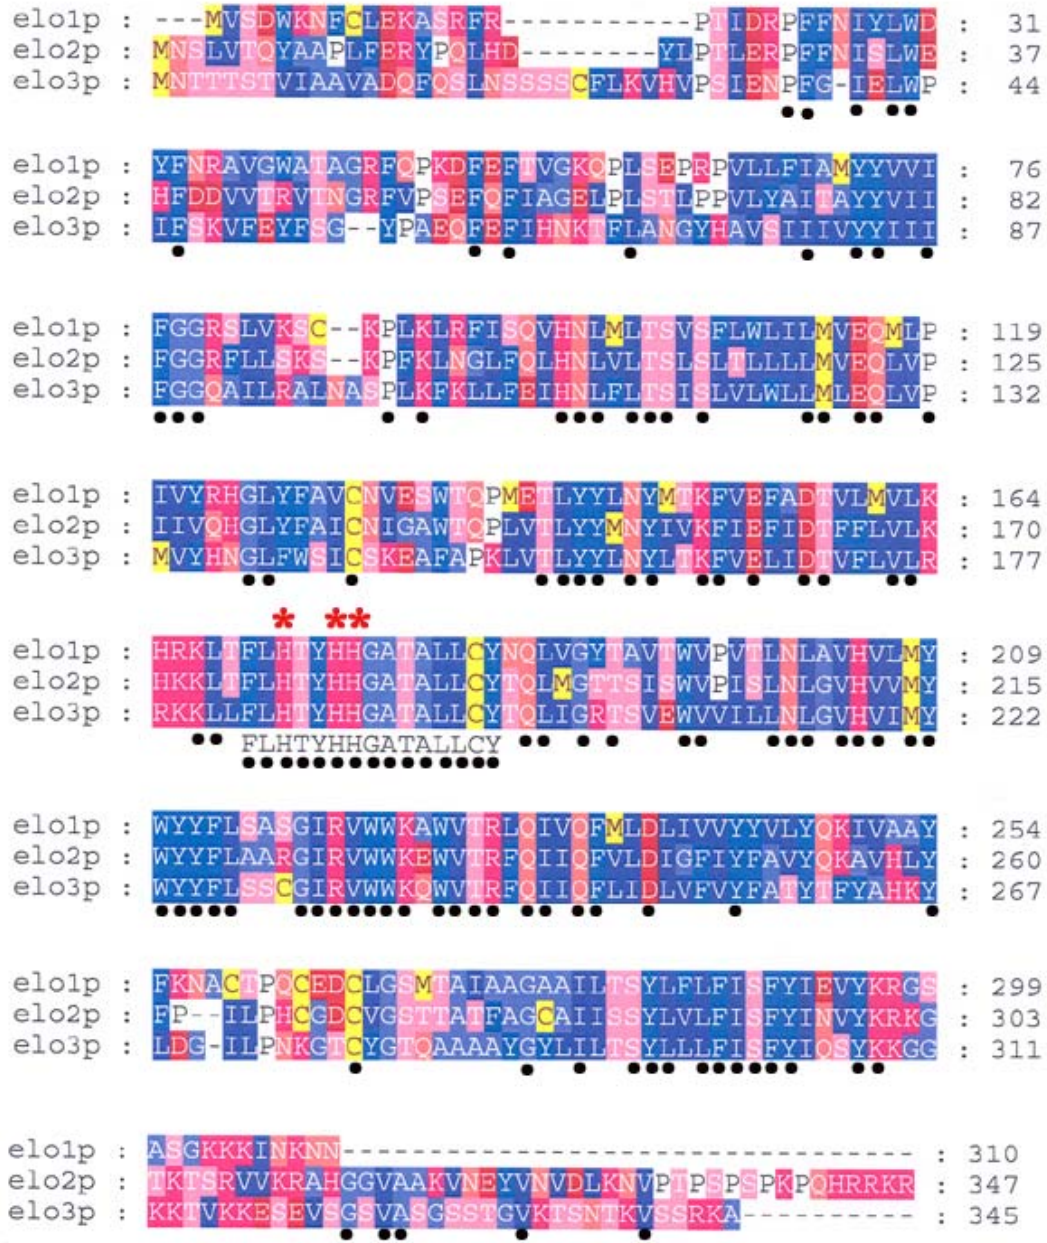 elo1p : ---MVSDWKNFCLEKASRFR-----------PTIDRPFFNIYLWD : 31
elo2p : MNSLVTQYAAPLFERYPQLHD--------YLPTLERPFFNISLWE : 37
elo3p : MNTTTSTVIAAVADQFQSLNSSSSCFLKVHVPSIENPFG-IELWP : 44
elo1p : YFNRAVGWATAGRFQPKDFEFTVGKQPLSEPRPVLLFIAMYYVVI : 76
elo2p : HFDDVVTRVTNGRFVPSEFQFIAGELPLSTLPPVLYAITAYYVII : 82
elo3p : IFSKVFEYFSG--YPAEQFEFIHNKTFLANGYHAVSIIIVYYIII : 87
elo1p : FGGRSLVKSC--KPLKLRFISQVHNLMLTSVSFLWLILMVEQMLP : 119
elo2p : FGGRFLLSKS--KPFKLNGLFQLHNLVLTSLSLTLLLLMVEQLVP : 125
elo3p : FGGQAILRALNASPLKFKLLFEIHNLFLTSISLVLWLLMLEQLVP : 132
elo1p : IVYRHGLYFAVCNVESWTQPMETLYYLNYMTKFVEFADTVLMVLK : 164
elo2p : IIVQHGLYFAICNIGAWTQPLVTLYYMNYIVKFIEFIDTFFLVLK : 170
elo3p : MVYHNGLFWSICSKEAFAPKLVTLYYLNYLTKFVELIDTVFLVLR : 177
* **
elo1p : HRKLTFLHTYHHGATALLCYNQLVGYTAVTWVPVTLNLAVHVLMY : 209
elo2p : HKKLTFLHTYHHGATALLCYTQLMGTTSISWVPISLNLGVHVVMY : 215
elo3p : RKKLLFLHTYHHGATALLCYTQLIGRTSVEWVVILLNLGVHVIMY : 222
FLHTYHHGATALLCY
elo1p : WYYFLSASGIRVWWKAWVTRLQIVQFMLDLIVVYYVLYQKIVAAY : 254
elo2p : WYYFLAARGIRVWWKEWVTRFQIIQFVLDIGFIYFAVYQKAVHLY : 260
elo3p : WYYFLSSCGIRVWWKQWVTRFQIIQFLIDLVFVYFATYTFYAHKY : 267
elo1p : FKNACTPQCEDCLGSMTAIAAGAAILTSYLFLFISFYIEVYKRGS : 299
elo2p : FP--ILPHCGDCVGSTTATFAGCAIISSYLVLFISFYINVYKRKG : 303
elo3p : LDG-ILPNKGTCYGTQAAAAYGYLILTSYLLLFISFYIQSYKKGG : 311
elo1p : ASGKKKINKNN--------------------------------- : 310
elo2p : TKTSRVVKRAHGGVAAKVNEYVNVDLKNVPTPSPSPKPQHRRKR : 347
elo3p : KKTVKKESEVSGSVASGSSTGVKTSNTKVSSRKA---------- : 345